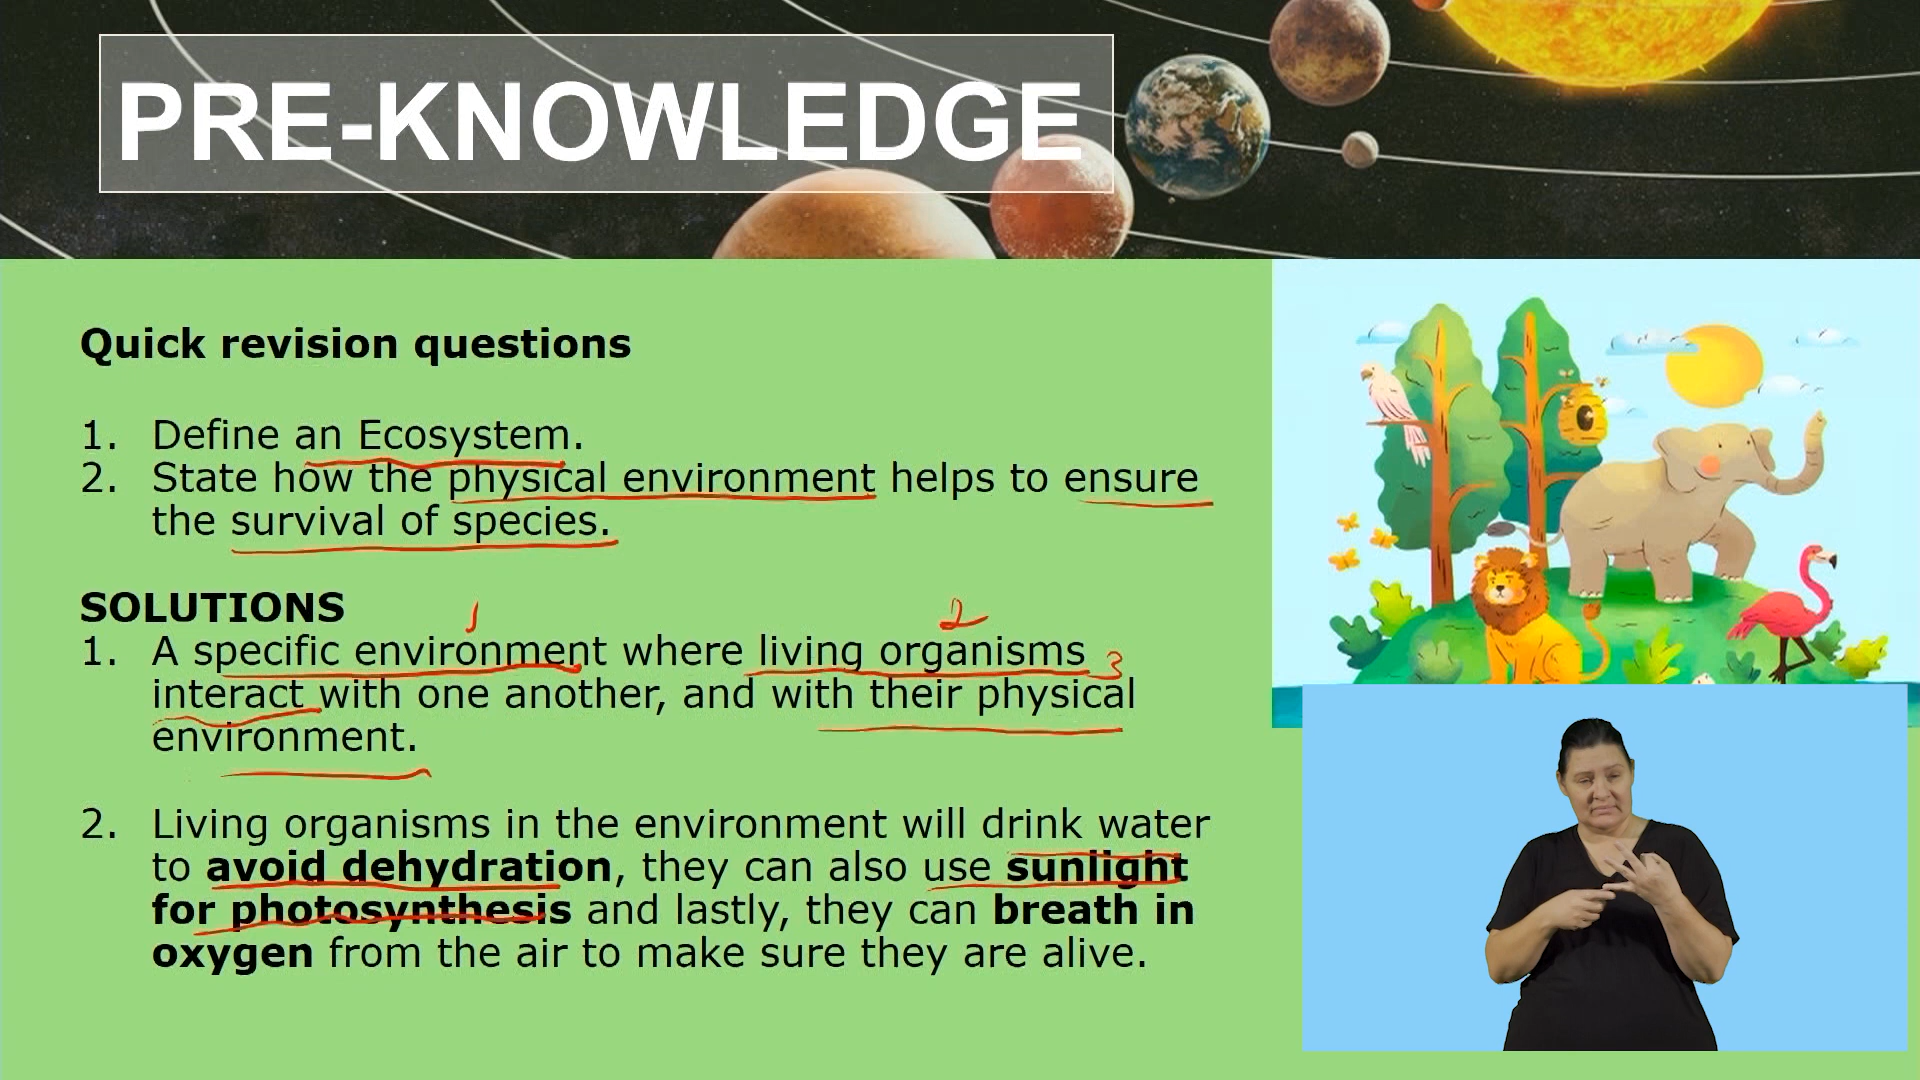 PRE-KNOWLEDGE
Quick revision questions
1. Define an Ecosystem.
2. State how the physical environment helps to ensure
the survival of species.
SOLUTIONS
1 2
1. A specific environment where living organisms
3
interact with one another, and with their physical
environment.
2. Living organisms in the environment will drink water
to avoid dehydration, they can also use sunlight
for photosynthesis and lastly, they can breath in
oxygen from the air to make sure they are alive.